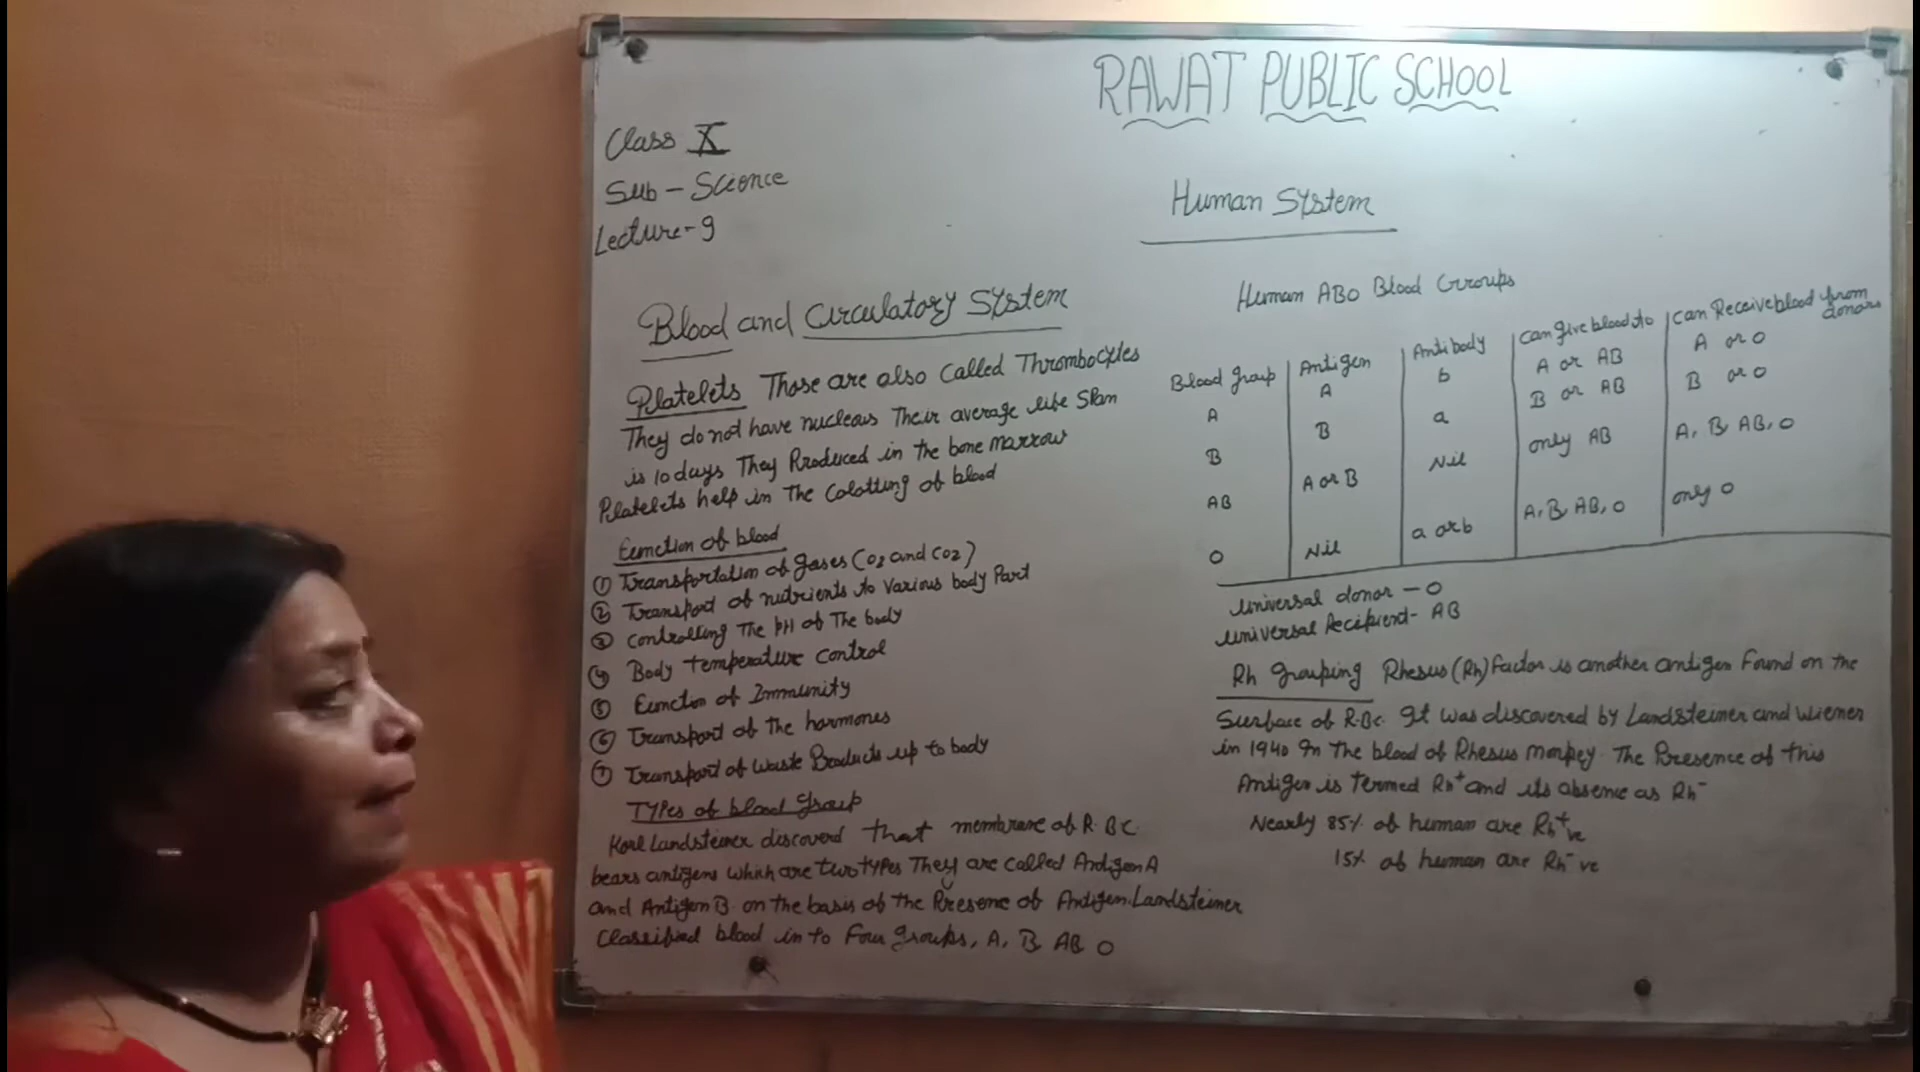 RAWAT PUBLIC SCHOOL
Class X
Sub - Science
Lecture-9
Human System
Blood and Circulatory System
Platelets Those are also called Thrombocytes
They do not have nucleous Their average life Span
is 10 days They Produced in the bone marrow
Platelets help in The Colotting of blood
Function of blood
① Transportation of gases (O2 and CO2)
② Transport of nutrients to various body Part
③ controlling The PH of The body
④ Body temperature control
⑤ Function of Immunity
⑥ Transport of The harmones
⑦ Transport of Waste Products up to body
Types of blood group
Karl Landsteiner discoverd that membrane of R.B.C.
bears antigens which are two types They are called Antigen A
and Antigen B. on the basis of the Presence of Antigen. Landsteiner
Classified blood in to Four groups, A, B AB O
Human ABO Blood Groups
Blood group Antigen Antibody can give blood to can Receive blood from donars
A A b A or AB A or O
B B a B or AB B or O
AB A or B Nil only AB A, B, AB, O
O Nil a or b A, B, AB, O only O
universal donar - O
universal Recipient - AB
Rh grouping Rhesus (Rh) Factor is another antigen Found on the
Surface of R.B.C. It was discovered by Landsteiner and Wiener
in 1940 In The blood of Rhesus monkey. The Presence of this
Antigen is termed Rh+ and its absence as Rh-
Nearly 85% of human are Rh+ve
15% of human are Rh-ve